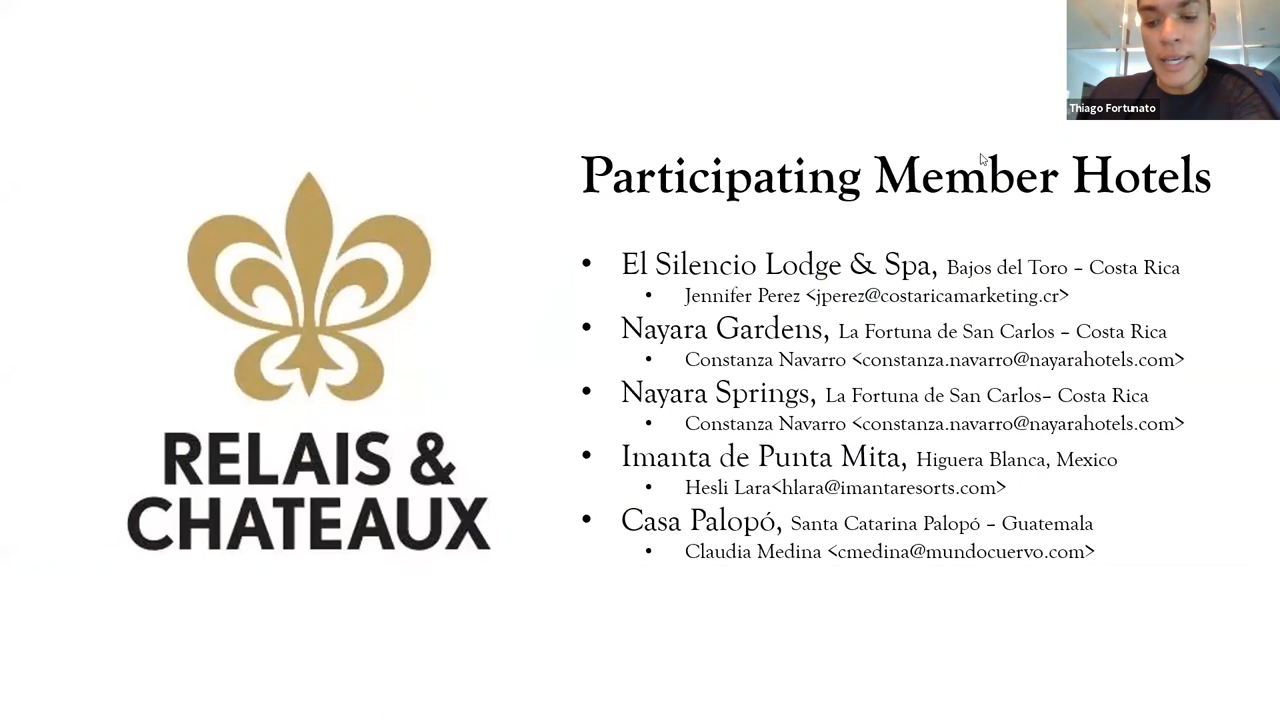 Thiago Fortunato
Participating Member Hotels
• El Silencio Lodge & Spa, Bajos del Toro – Costa Rica
• Jennifer Perez <jperez@costaricamarketing.cr>
• Nayara Gardens, La Fortuna de San Carlos – Costa Rica
• Constanza Navarro <constanza.navarro@nayarahotels.com>
• Nayara Springs, La Fortuna de San Carlos– Costa Rica
• Constanza Navarro <constanza.navarro@nayarahotels.com>
• Imanta de Punta Mita, Higuera Blanca, Mexico
• Hesli Lara<hlara@imantaresorts.com>
• Casa Palopó, Santa Catarina Palopó – Guatemala
• Claudia Medina <cmedina@mundocuervo.com>
RELAIS &
CHATEAUX